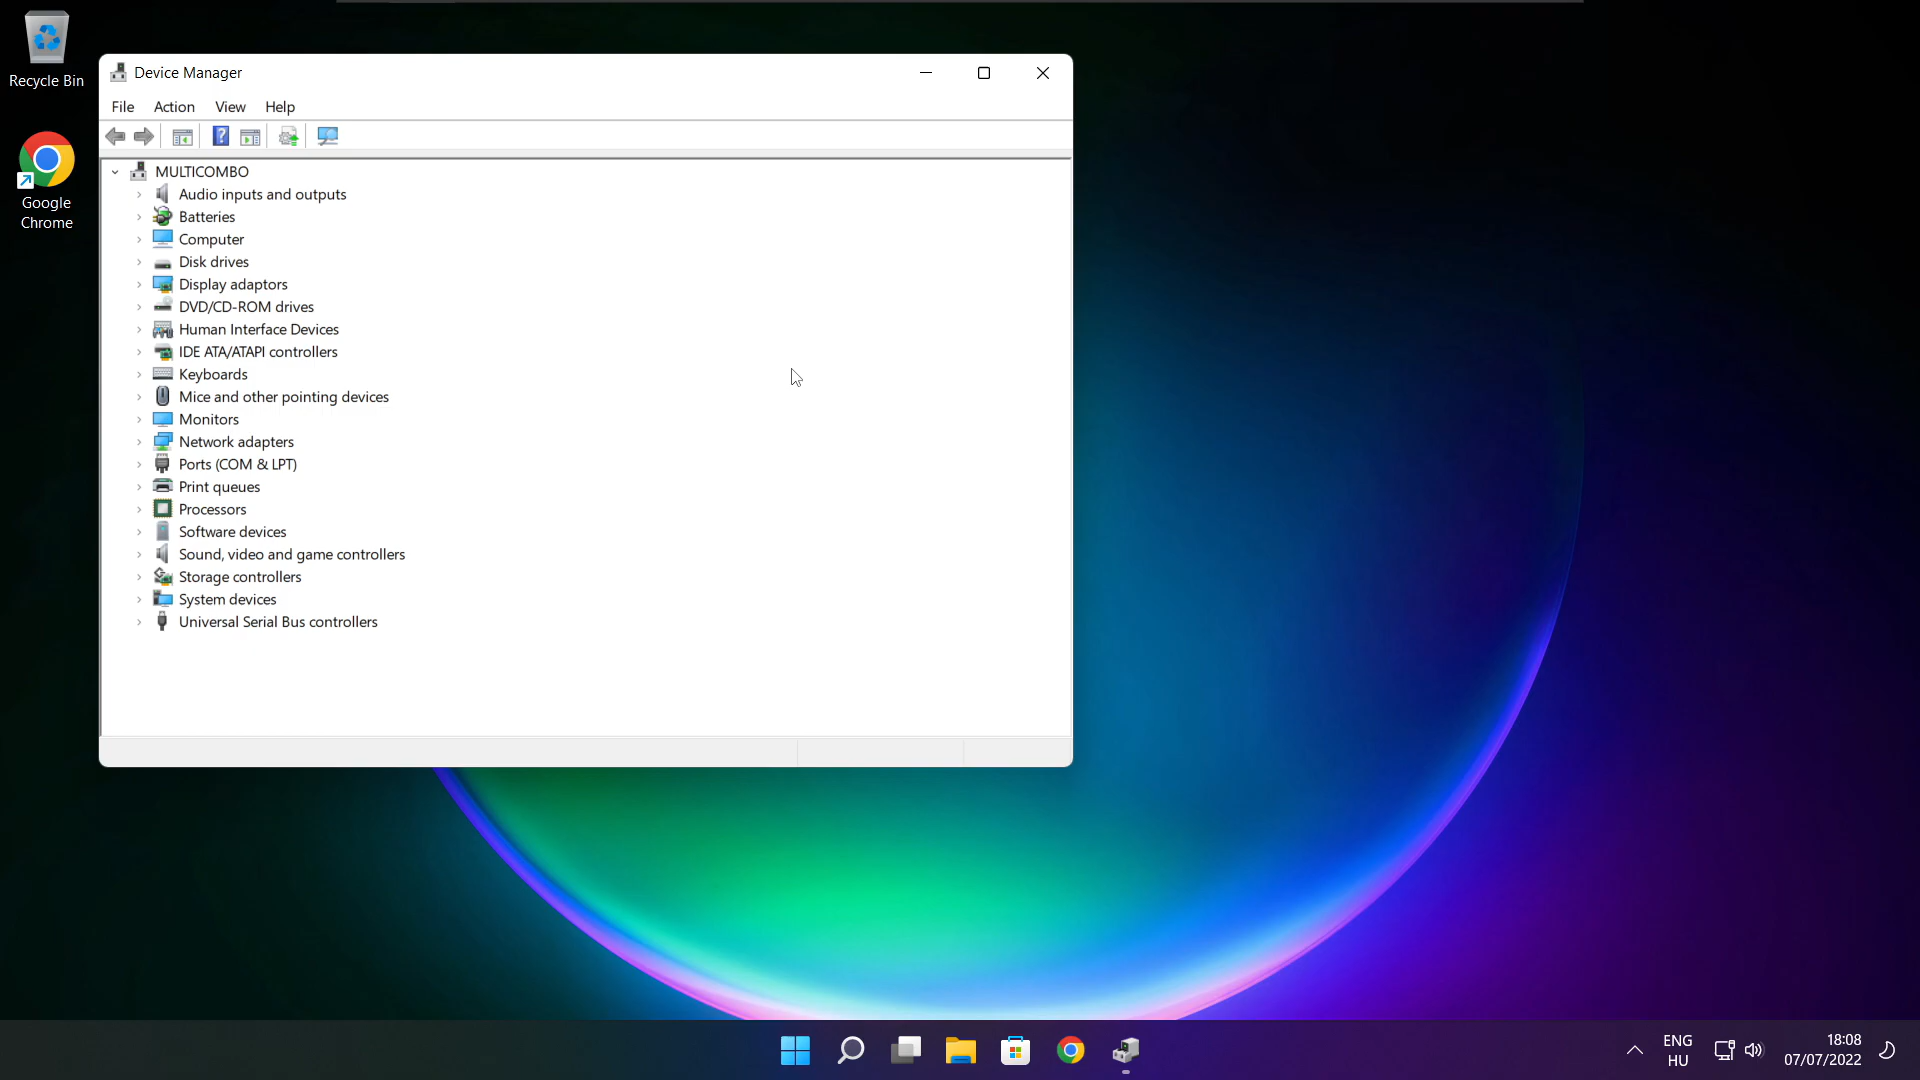 Recycle Bin
Google
Chrome
Device Manager
File Action View Help
MULTICOMBO
Audio inputs and outputs
Batteries
Computer
Disk drives
Display adaptors
DVD/CD-ROM drives
Human Interface Devices
IDE ATA/ATAPI controllers
Keyboards
Mice and other pointing devices
Monitors
Network adapters
Ports (COM & LPT)
Print queues
Processors
Software devices
Sound, video and game controllers
Storage controllers
System devices
Universal Serial Bus controllers
ENG
HU
18:08
07/07/2022